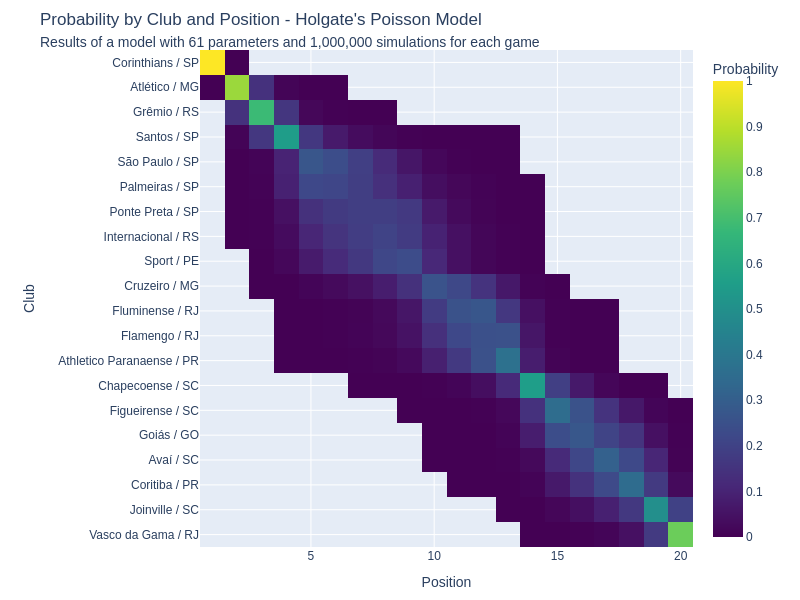 Probability by Club and Position - Holgate's Poisson Model
Results of a model with 61 parameters and 1,000,000 simulations for each game
Probability
Corinthians / SP
Atlético / MG
Grêmio / RS
Santos / SP
São Paulo / SP
Palmeiras / SP
Ponte Preta / SP
Internacional / RS
Sport / PE
Cruzeiro / MG
Fluminense / RJ
Flamengo / RJ
Athletico Paranaense / PR
Chapecoense / SC
Figueirense / SC
Goiás / GO
Avaí / SC
Coritiba / PR
Joinville / SC
Vasco da Gama / RJ
Club
5
10
15
20
Position
1
0.9
0.8
0.7
0.6
0.5
0.4
0.3
0.2
0.1
0